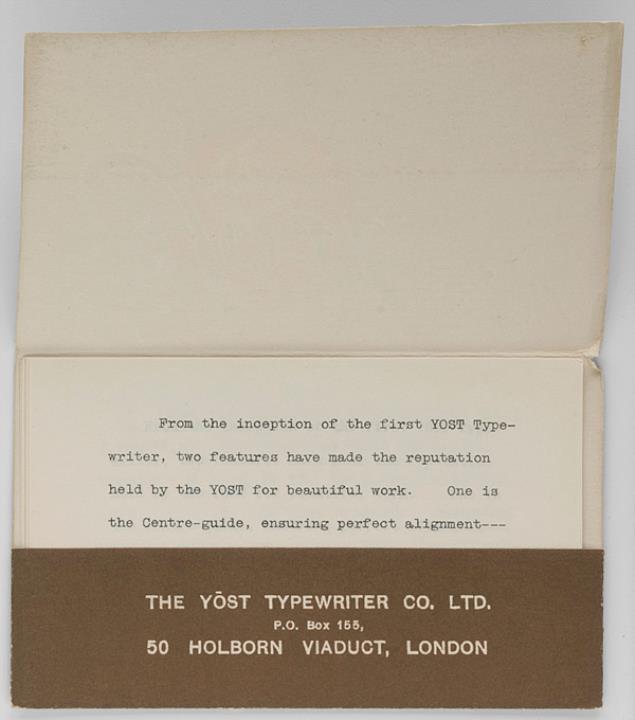 From the inception of the first YOST Type-
writer, two features have made the reputation
held by the YOST for beautiful work. One is
the Centre-guide, ensuring perfect alignment---
THE YŌST TYPEWRITER CO. LTD.
P.O. Box 155,
50 HOLBORN VIADUCT, LONDON